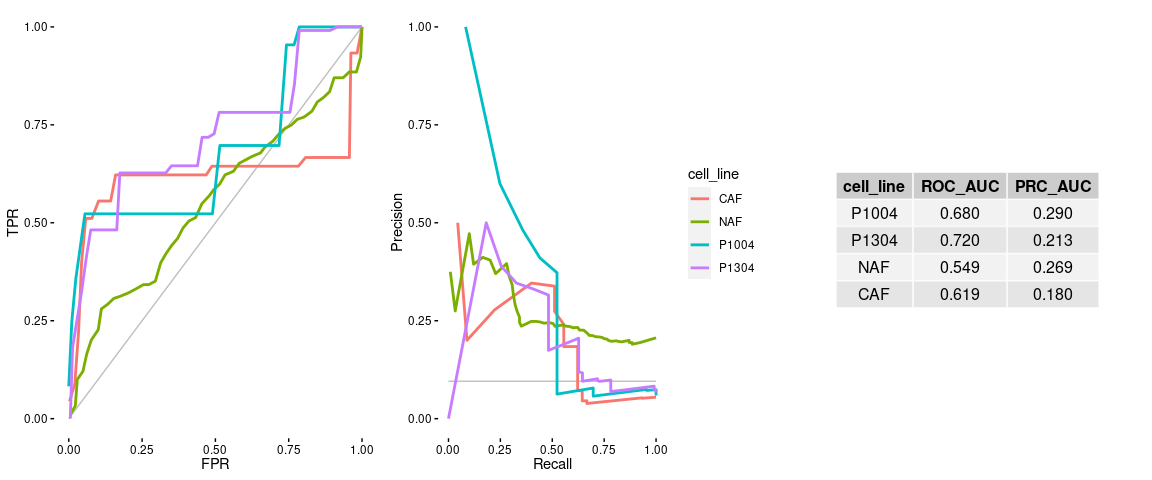 1.00
0.75
0.50
0.25
0.00
TPR
0.00 0.25 0.50 0.75 1.00
FPR
1.00
0.75
0.50
0.25
0.00
Precision
0.00 0.25 0.50 0.75 1.00
Recall
cell_line
CAF
NAF
P1004
P1304
cell_line ROC_AUC PRC_AUC
P1004 0.680 0.290
P1304 0.720 0.213
NAF 0.549 0.269
CAF 0.619 0.180